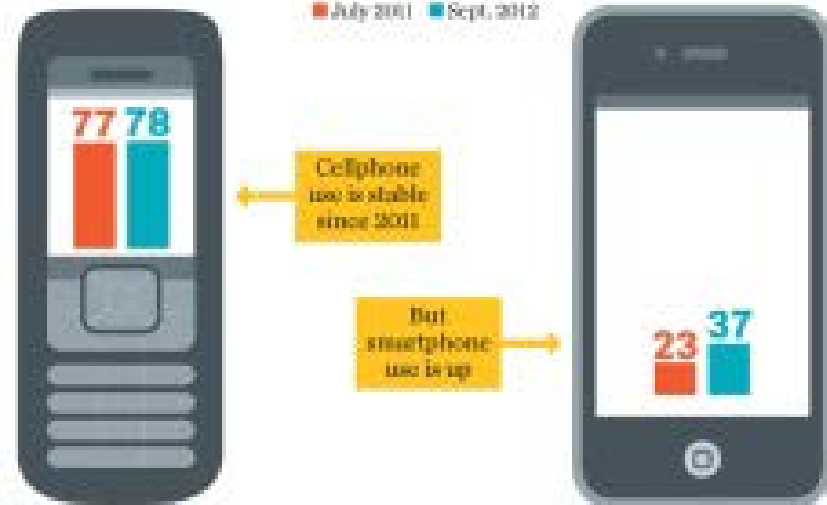 July 2011 Sept. 2012
77 78
Cellphone
use is stable
since 2011
But
smartphone
use is up
23 37